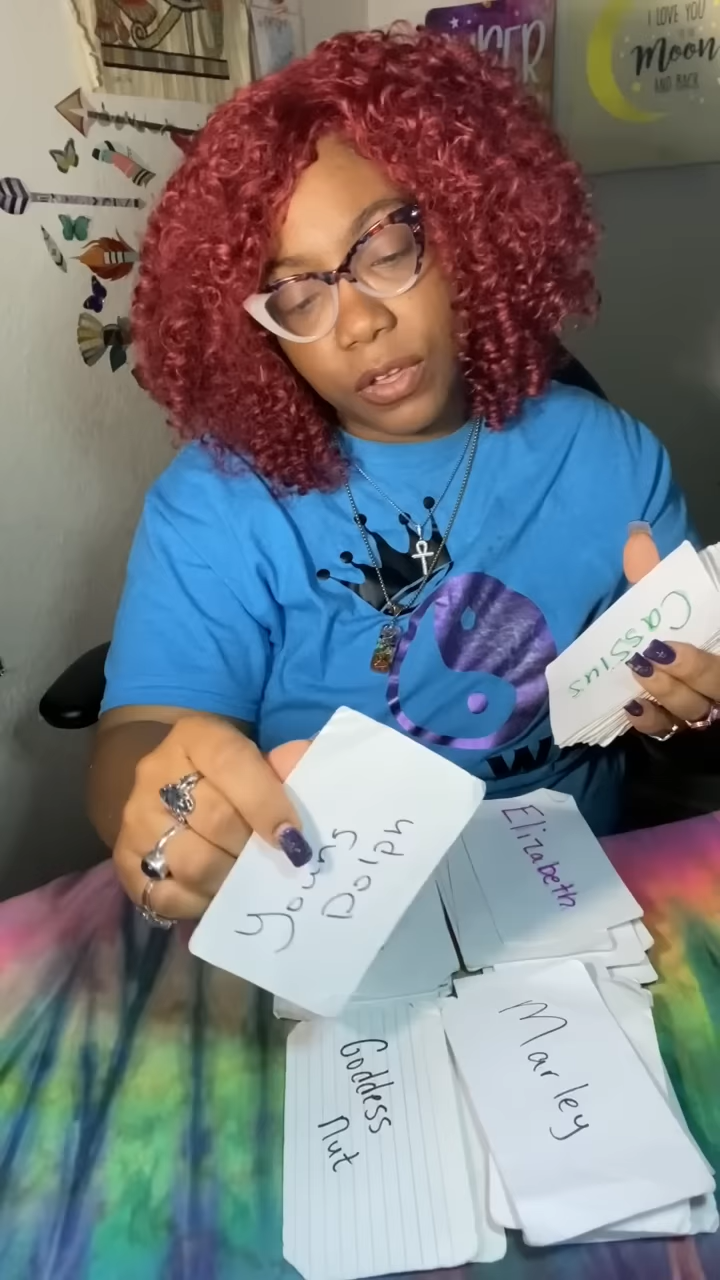 I LOVE YOU
TO THE
Moon
AND BACK
Cassius
Young
Dolph
Elizabeth
Marley
Goddess
Nut
W